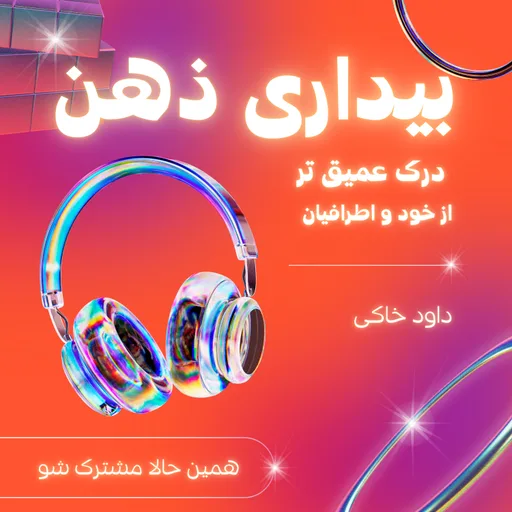 بیداری ذهن
درک عمیق تر
از خود و اطرافیان
داود خاکی
همین حالا مشترک شو